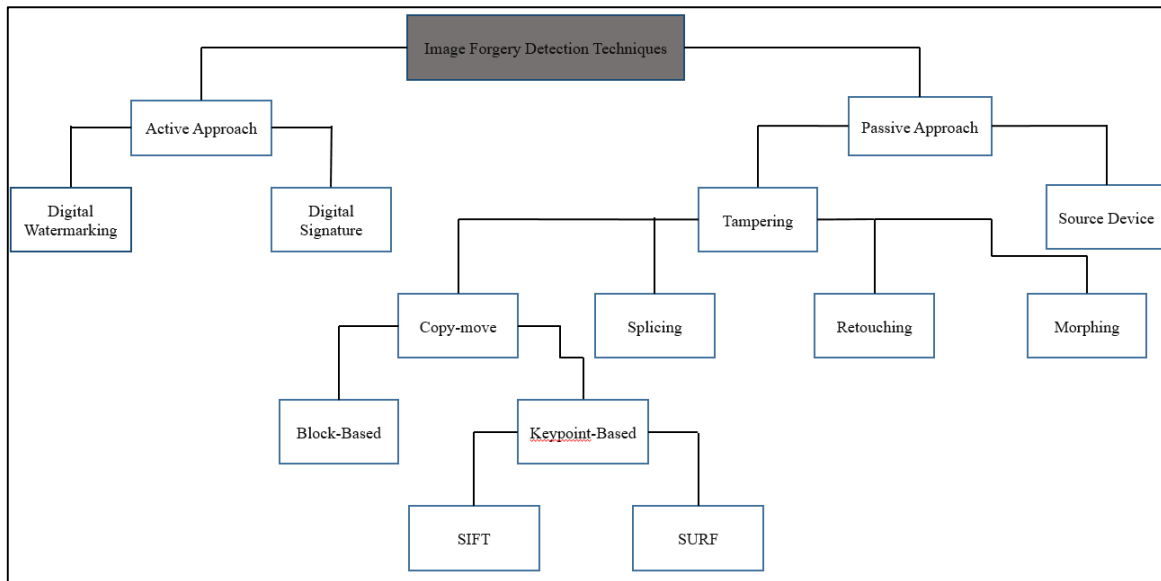 Image Forgery Detection Techniques
Active Approach
Passive Approach
Digital
Watermarking
Digital
Signature
Tampering
Source Device
Copy-move
Splicing
Retouching
Morphing
Block-Based
Keypoint-Based
SIFT
SURF